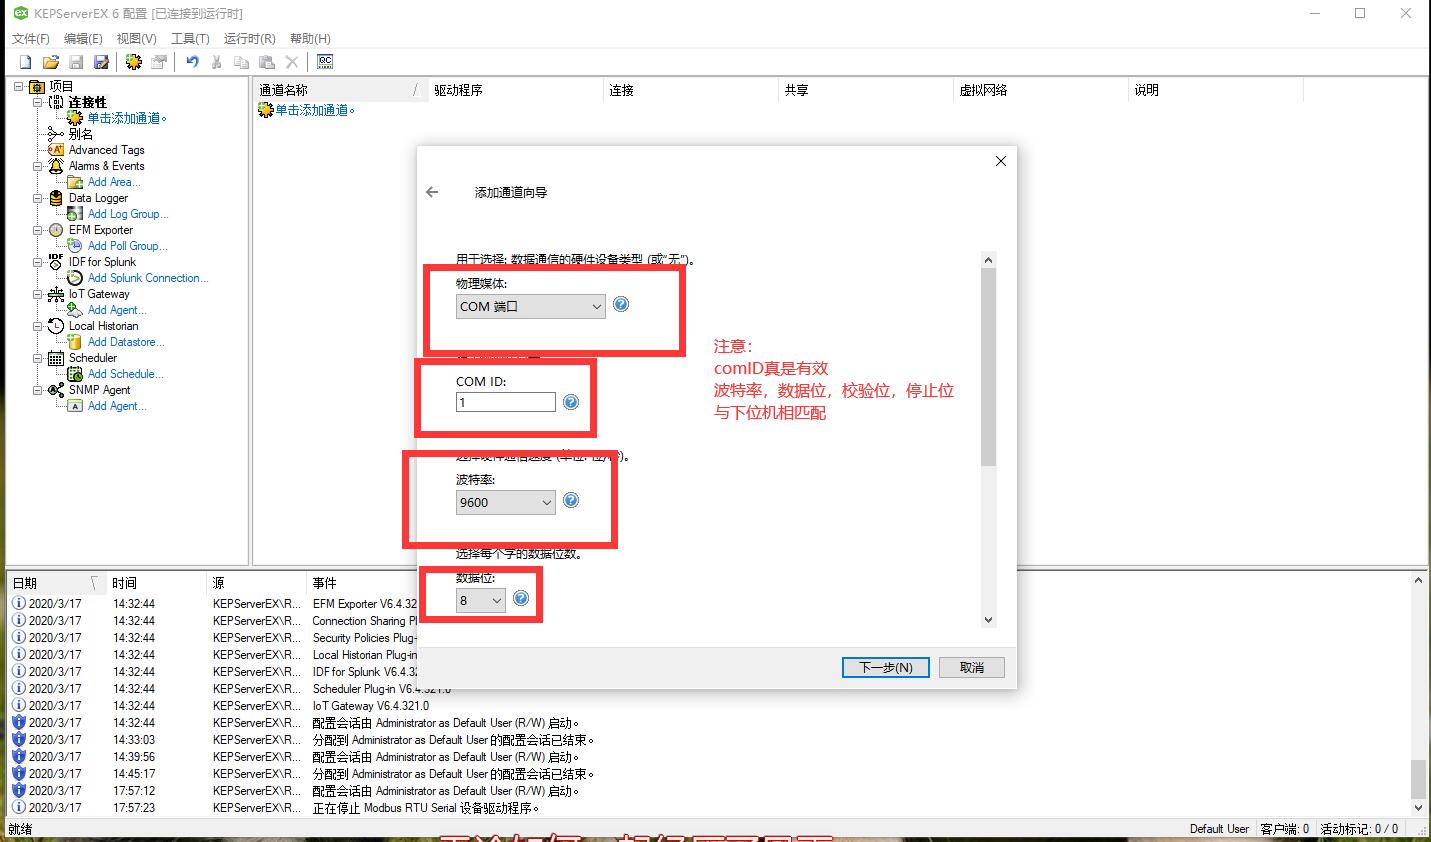 KEPServerEX 6 配置 [已连接到运行时]
文件(F) 编辑(E) 视图(V) 工具(T) 运行时(R) 帮助(H)
项目
连接性
单击添加通道。
别名
Advanced Tags
Alarms & Events
Add Area...
Data Logger
Add Log Group...
EFM Exporter
Add Poll Group...
IDF for Splunk
Add Splunk Connection...
IoT Gateway
Add Agent...
Local Historian
Add Datastore...
Scheduler
Add Schedule...
SNMP Agent
Add Agent...
通道名称 驱动程序 连接 共享 虚拟网络 说明
单击添加通道。
添加通道向导
用于选择: 数据通信的硬件设备类型 (或“无”)。
物理媒体:
COM 端口
COM ID:
1
选择硬件通信速度 (单位: 位/秒)。
波特率:
9600
选择每个字的数据位数。
数据位:
8
注意：
comID真是有效
波特率，数据位，校验位，停止位
与下位机相匹配
下一步(N) 取消
日期 时间 源 事件
2020/3/17 14:32:44 KEPServerEX\R... EFM Exporter V6.4.32
2020/3/17 14:32:44 KEPServerEX\R... Connection Sharing Pl
2020/3/17 14:32:44 KEPServerEX\R... Security Policies Plug-
2020/3/17 14:32:44 KEPServerEX\R... Local Historian Plug-in
2020/3/17 14:32:44 KEPServerEX\R... IDF for Splunk V6.4.32
2020/3/17 14:32:44 KEPServerEX\R... Scheduler Plug-in V6.4.321.0
2020/3/17 14:32:44 KEPServerEX\R... IoT Gateway V6.4.321.0
2020/3/17 14:32:44 KEPServerEX\R... 配置会话由 Administrator as Default User (R/W) 启动。
2020/3/17 14:33:03 KEPServerEX\R... 分配到 Administrator as Default User 的配置会话已结束。
2020/3/17 14:39:56 KEPServerEX\R... 配置会话由 Administrator as Default User (R/W) 启动。
2020/3/17 14:45:17 KEPServerEX\R... 分配到 Administrator as Default User 的配置会话已结束。
2020/3/17 17:57:12 KEPServerEX\R... 配置会话由 Administrator as Default User (R/W) 启动。
2020/3/17 17:57:23 KEPServerEX\R... 正在停止 Modbus RTU Serial 设备驱动程序。
就绪 Default User 客户端: 0 活动标记: 0 / 0